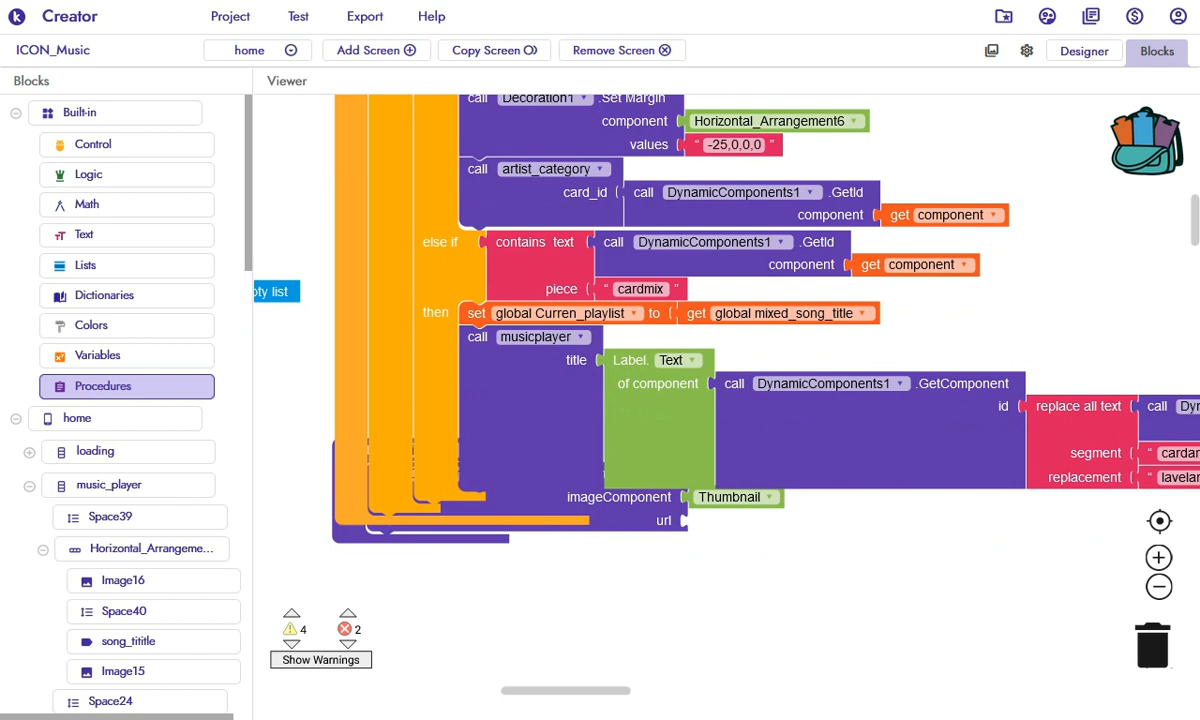 Creator Project Test Export Help
ICON_Music home Add Screen Copy Screen Remove Screen Designer Blocks
Blocks Viewer
Built-in
Control
Logic
Math
Text
Lists
Dictionaries
Colors
Variables
Procedures
home
loading
music_player
Space39
Horizontal_Arrangeme...
Image16
Space40
song_tititle
Image15
Space24
call Decoration1 .Set Margin
component Horizontal_Arrangement6
values " -25,0,0,0 "
call artist_category
card_id call DynamicComponents1 .GetId
component get component
else if contains text call DynamicComponents1 .GetId
component get component
pty list
piece " cardmix "
then set global Curren_playlist to get global mixed_song_title
call musicplayer
title Label. Text
of component call DynamicComponents1 .GetComponent
id replace all text call Dy
segment " cardar
replacement " lavelar
imageComponent Thumbnail
url
4 2
Show Warnings